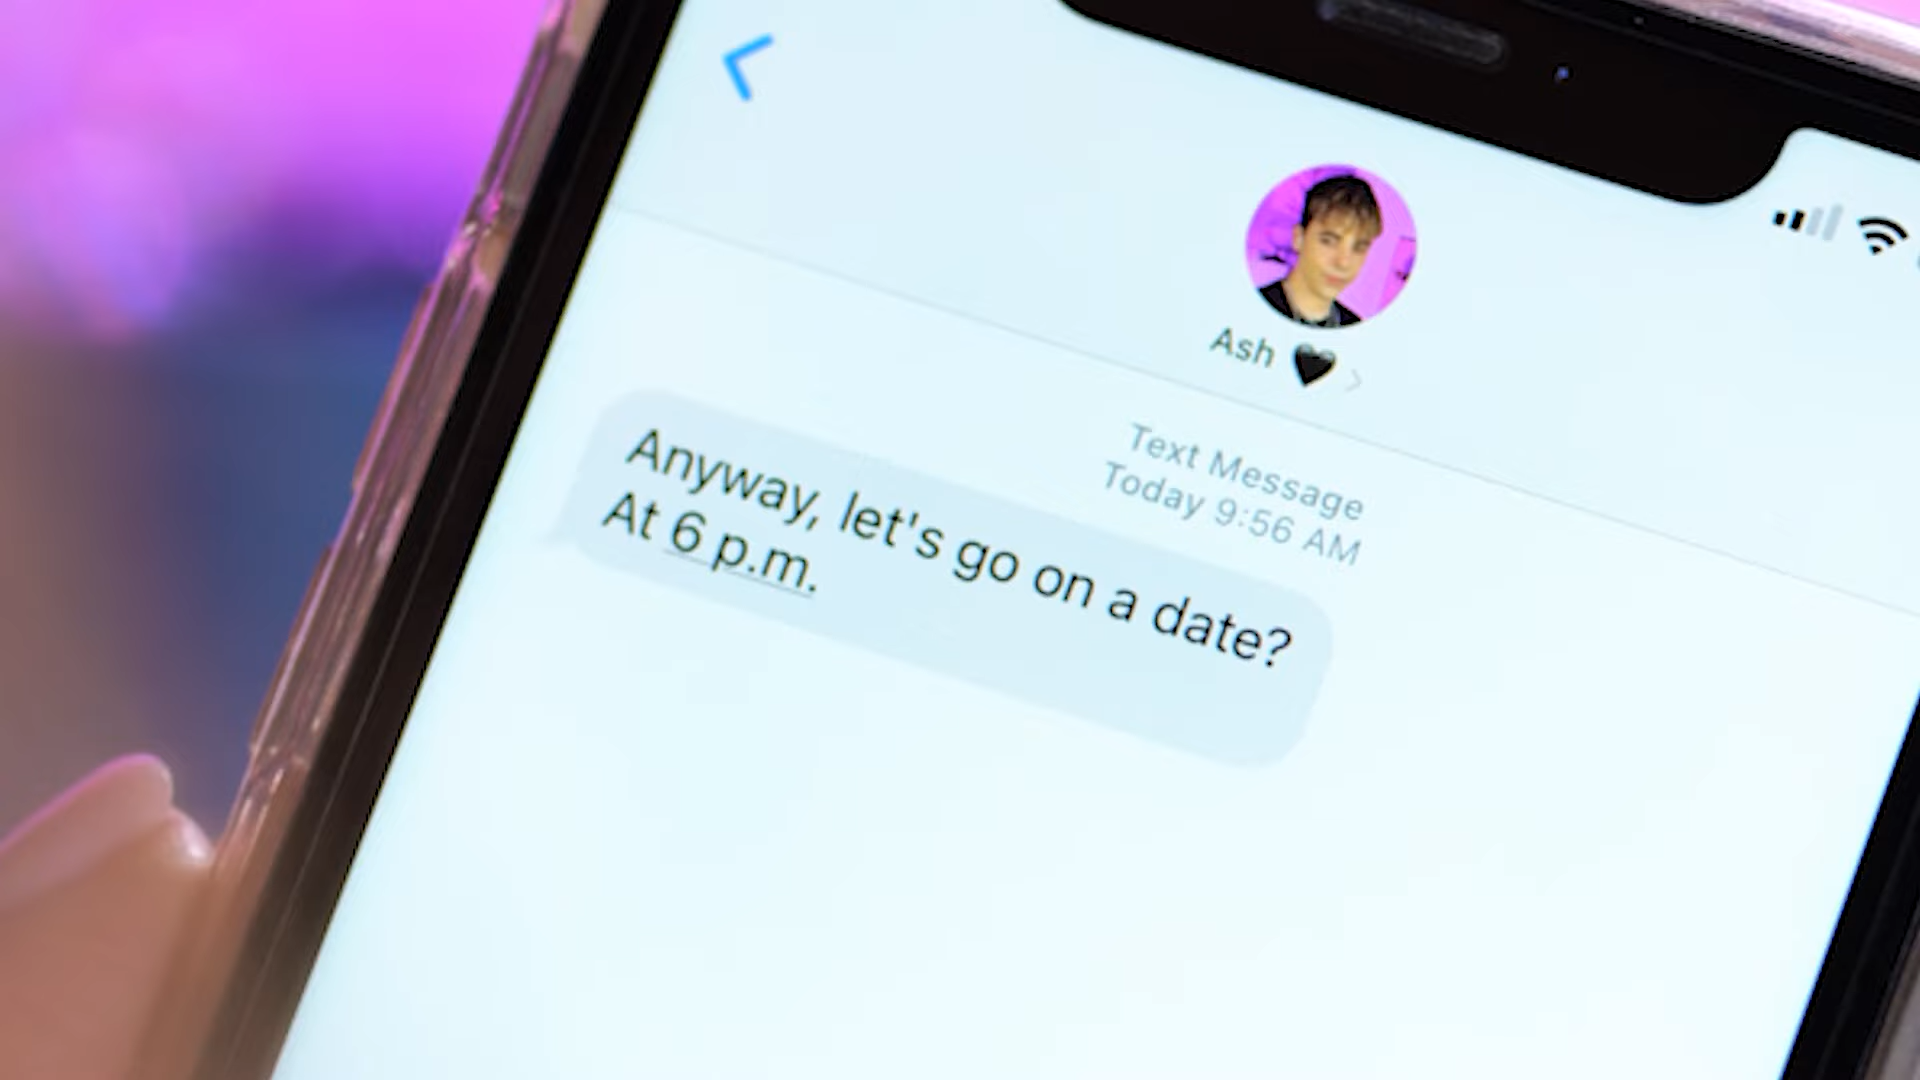 Ash 🖤
Text Message
Today 9:56 AM
Anyway, let's go on a date?
At 6 p.m.